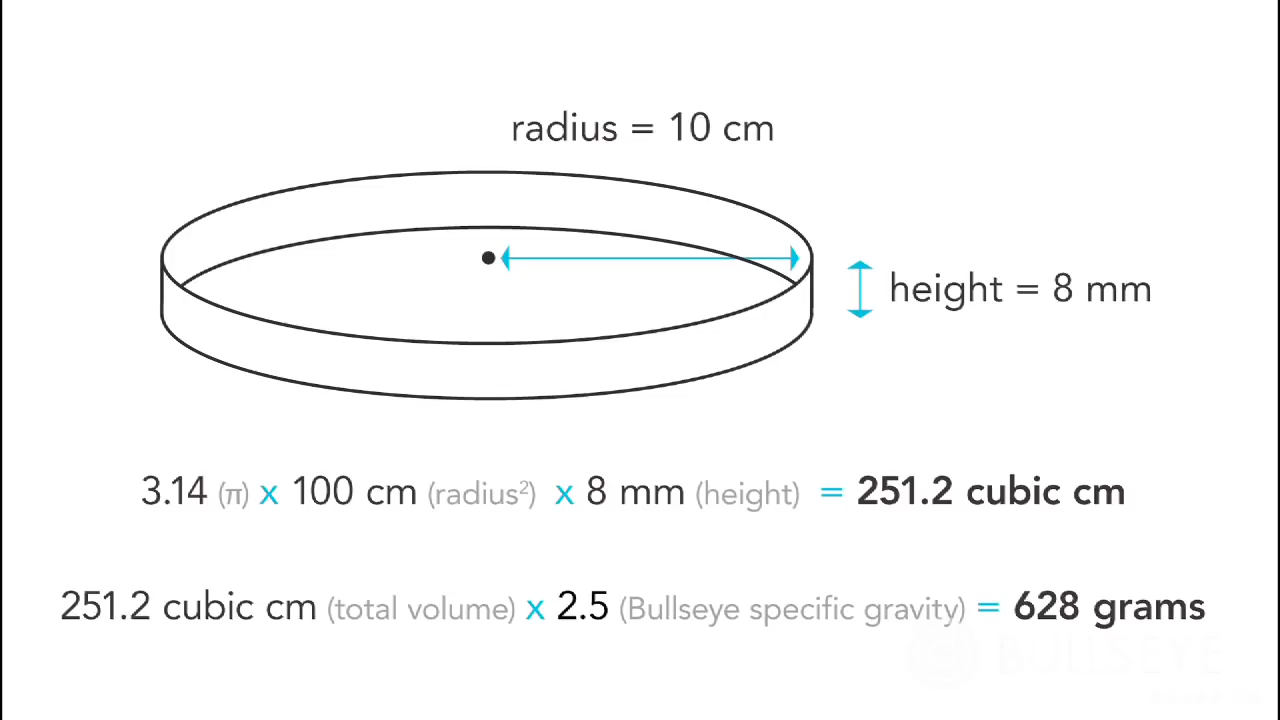 radius = 10 cm
height = 8 mm
3.14 (π) x 100 cm (radius²) x 8 mm (height) = 251.2 cubic cm
251.2 cubic cm (total volume) x 2.5 (Bullseye specific gravity) = 628 grams
BULLSEYE